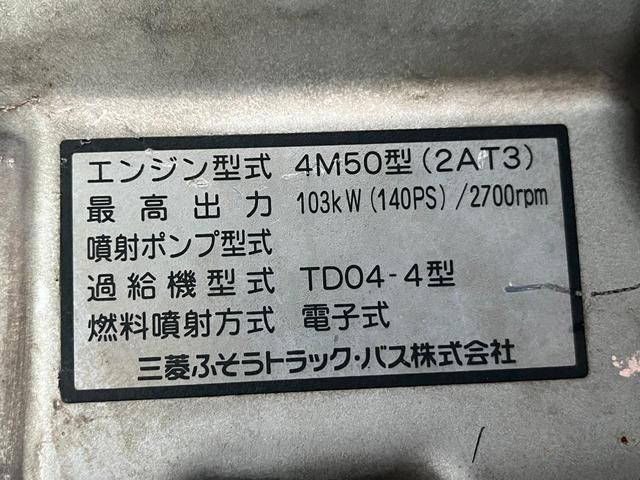 エンジン型式 4M50型(2AT3)
最高出力 103kW(140PS)/2700rpm
噴射ポンプ型式
過給機型式 TD04-4型
燃料噴射方式 電子式
三菱ふそうトラック・バス株式会社